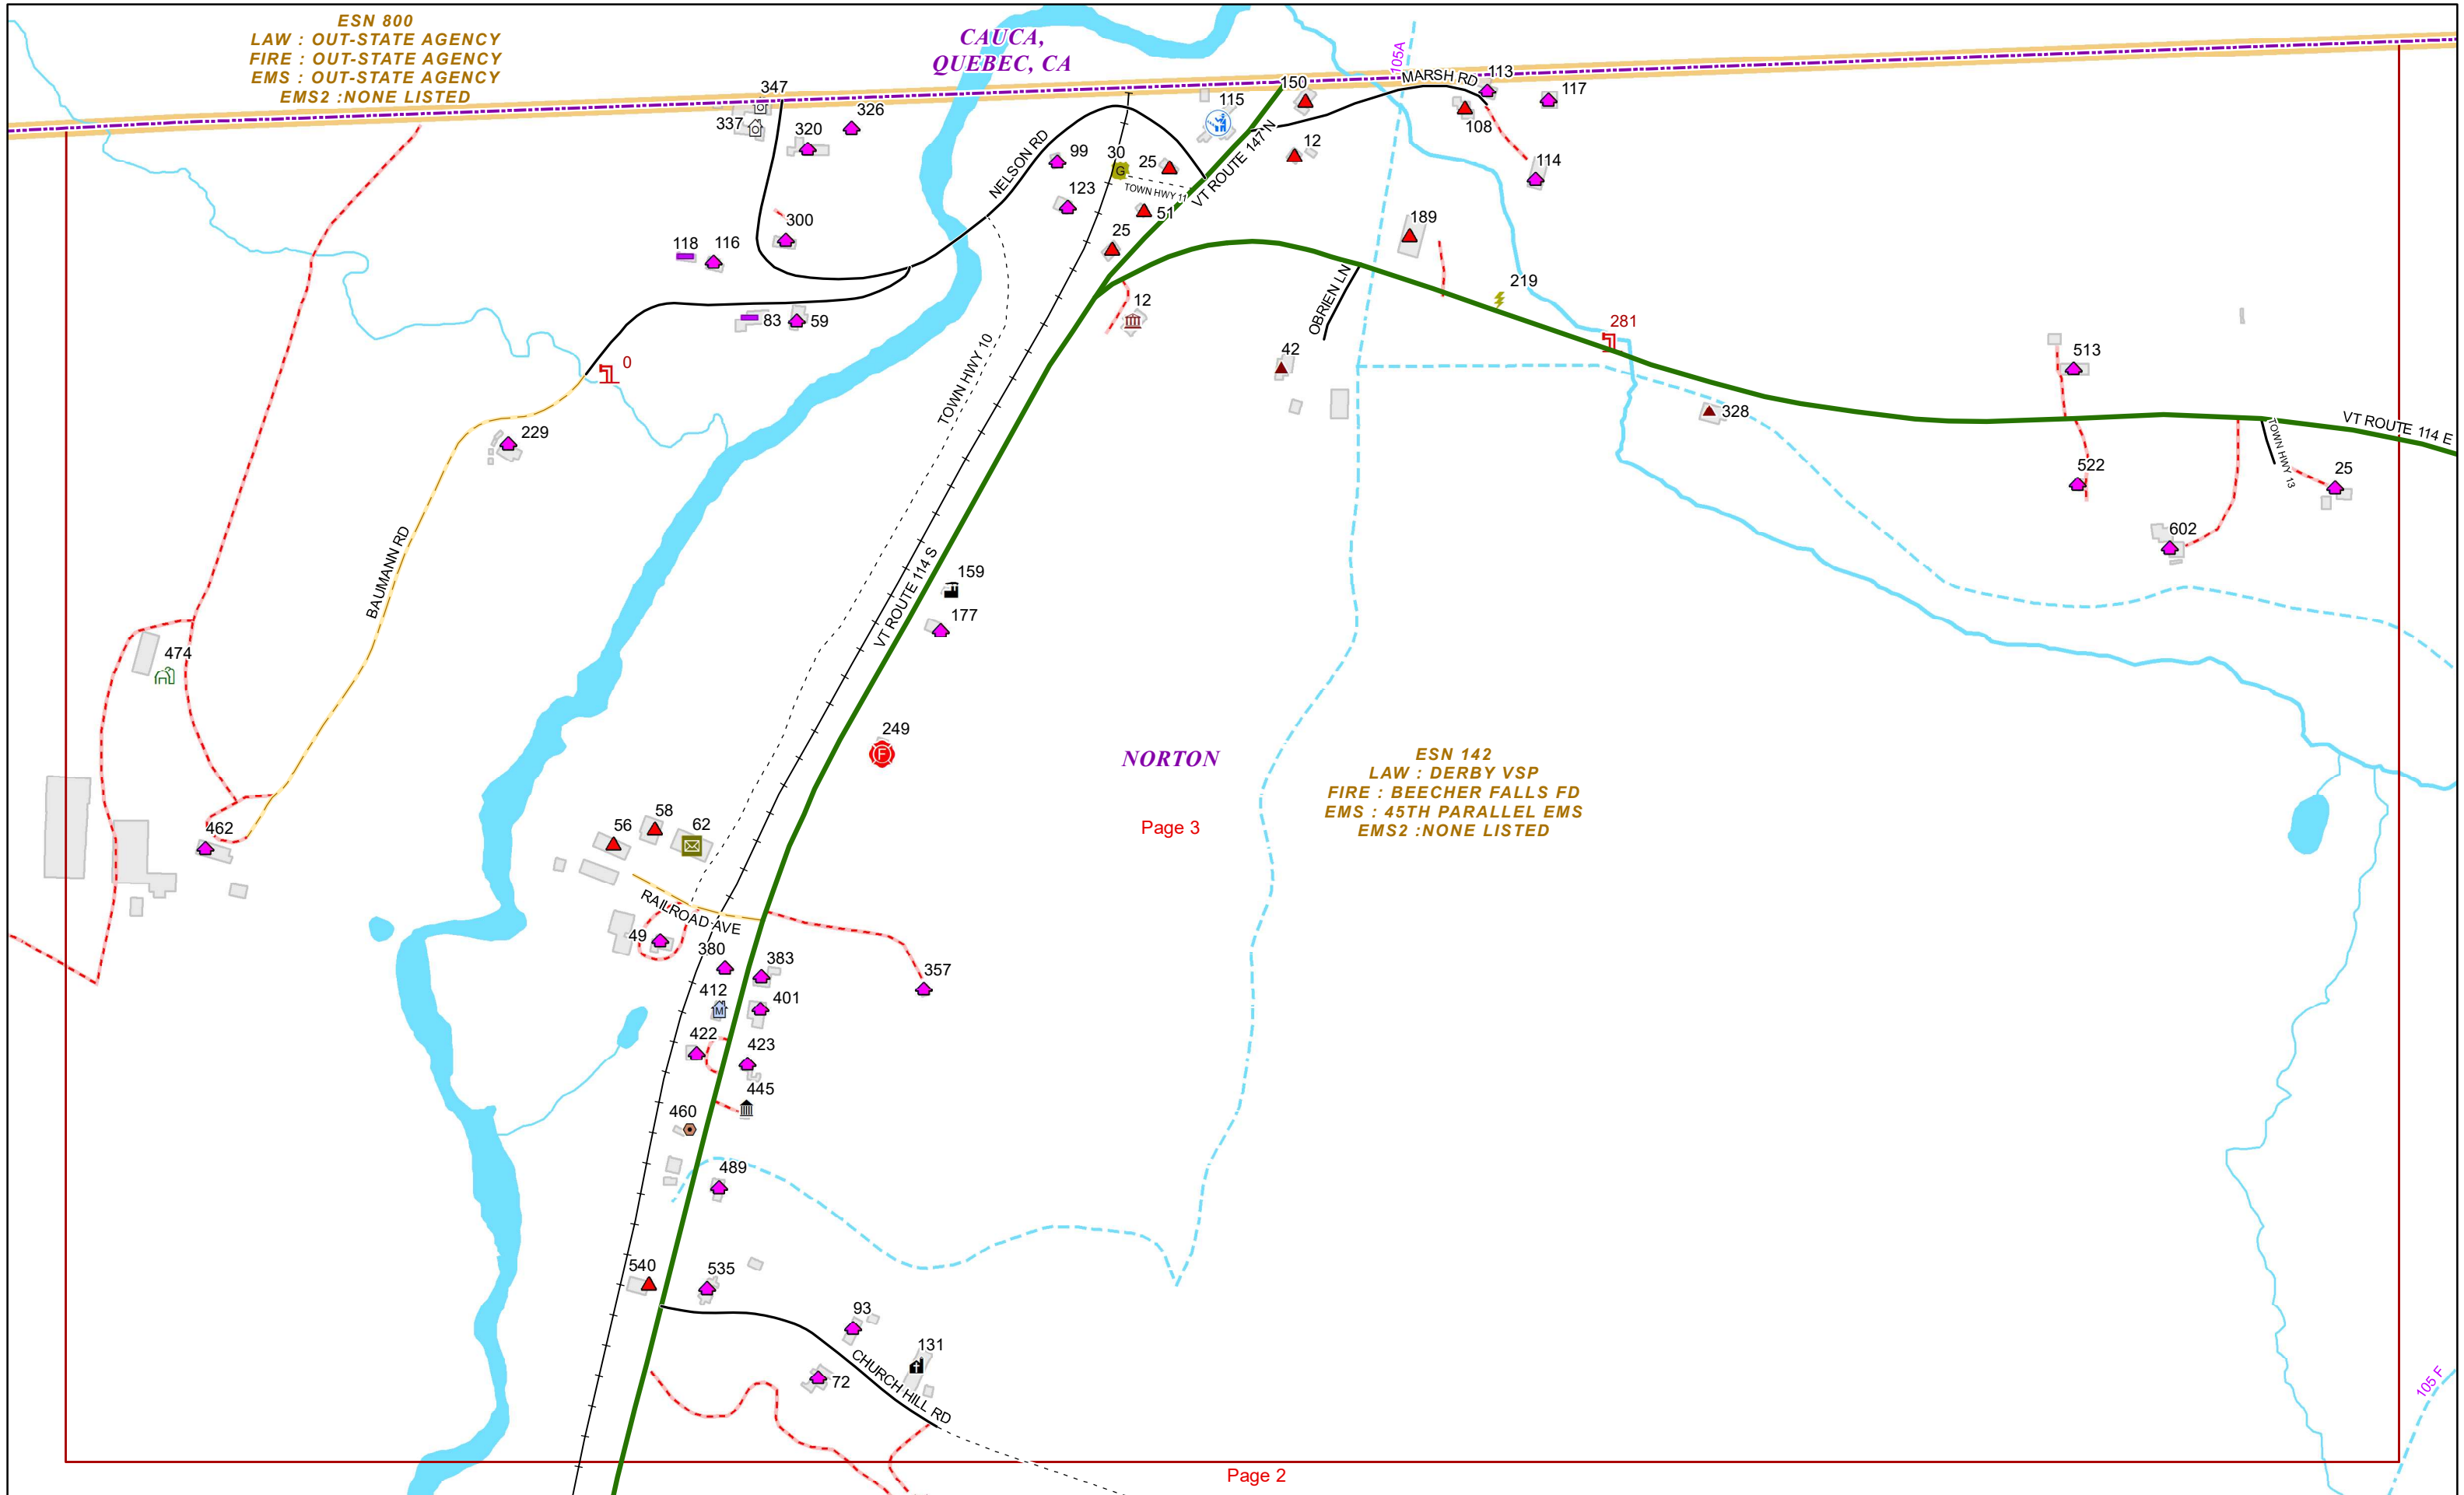 ESN 800
LAW : OUT-STATE AGENCY
FIRE : OUT-STATE AGENCY
EMS : OUT-STATE AGENCY
EMS2 :NONE LISTED
CAUCA,
QUEBEC, CA
105A
MARSH RD
113
117
108
114
150
115
12
347
337
320
326
300
118
116
83
59
NELSON RD
99
123
30
G
25
TOWN HWY 11
VT ROUTE 147 N
51
25
12
189
OBRIEN LN
219
281
42
328
513
522
602
VT ROUTE 114 E
TOWN HWY 13
25
0
229
BAUMANN RD
TOWN HWY 10
VT ROUTE 114 S
159
177
474
462
249
F
NORTON
Page 3
ESN 142
LAW : DERBY VSP
FIRE : BEECHER FALLS FD
EMS : 45TH PARALLEL EMS
EMS2 :NONE LISTED
56
58
62
RAILROAD AVE
49
380
383
357
412
M
401
422
423
445
460
489
540
535
93
131
72
CHURCH HILL RD
105 F
Page 2